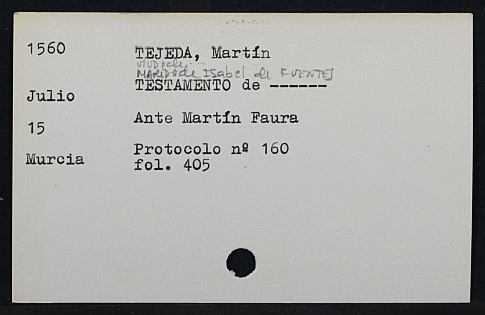 1560
TEJEDA, Martín
viudo de
MARIDO de Isabel de FUENTES
TESTAMENTO de ------
Julio
Ante Martín Faura
15
Protocolo nº 160
Murcia
fol. 405